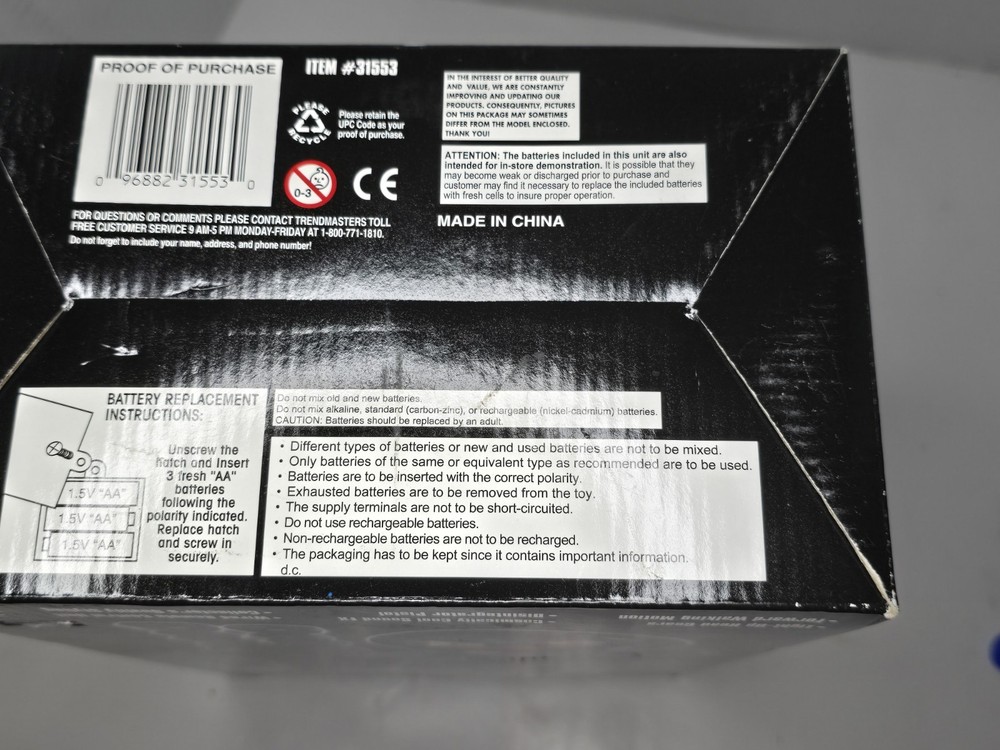 PROOF OF PURCHASE
0 96882 31553 0
ITEM #31553
PLEASE RECYCLE
Please retain the
UPC Code as your
proof of purchase.
0-3
CE
FOR QUESTIONS OR COMMENTS PLEASE CONTACT TRENDMASTERS TOLL
FREE CUSTOMER SERVICE 9 AM-5 PM MONDAY-FRIDAY AT 1-800-771-1810.
Do not forget to include your name, address, and phone number!
IN THE INTEREST OF BETTER QUALITY
AND VALUE, WE ARE CONSTANTLY
IMPROVING AND UPDATING OUR
PRODUCTS. CONSEQUENTLY, PICTURES
ON THIS PACKAGE MAY SOMETIMES
DIFFER FROM THE MODEL ENCLOSED.
THANK YOU!
ATTENTION: The batteries included in this unit are also
intended for in-store demonstration. It is possible that they
may become weak or discharged prior to purchase and
customer may find it necessary to replace the included batteries
with fresh cells to insure proper operation.
MADE IN CHINA
BATTERY REPLACEMENT
INSTRUCTIONS:
Unscrew the
hatch and Insert
3 fresh "AA"
batteries
following the
polarity indicated.
Replace hatch
and screw in
securely.
1.5V "AA"
1.5V "AA"
1.5V "AA"
Do not mix old and new batteries.
Do not mix alkaline, standard (carbon-zinc), or rechargeable (nickel-cadmium) batteries.
CAUTION: Batteries should be replaced by an adult.
• Different types of batteries or new and used batteries are not to be mixed.
• Only batteries of the same or equivalent type as recommended are to be used.
• Batteries are to be inserted with the correct polarity.
• Exhausted batteries are to be removed from the toy.
• The supply terminals are not to be short-circuited.
• Do not use rechargeable batteries.
• Non-rechargeable batteries are not to be recharged.
• The packaging has to be kept since it contains important information.
d.c.
• Forward Walking Motion
• Disintegrator Pistol